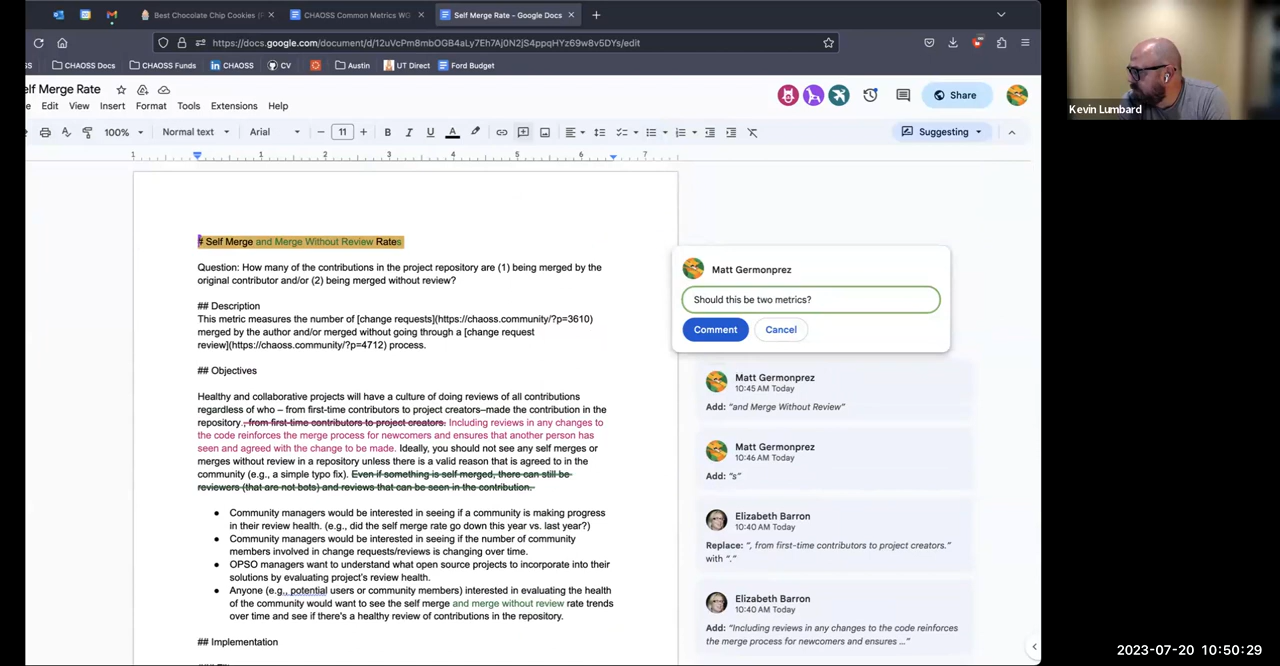 Best Chocolate Chip Cookies (R
CHAOSS Common Metrics WG
Self Merge Rate - Google Docs
https://docs.google.com/document/d/12uVcPm8mbOGB4aLy7Eh7Aj0N2jS4ppqHYz69w8v5DYs/edit
SS
CHAOSS Docs
CHAOSS Funds
CHAOSS
CV
Austin
UT Direct
Ford Budget
elf Merge Rate
e Edit View Insert Format Tools Extensions Help
Share
100% Normal text Arial 11 Suggesting
1 1 2 3 4 5 6 7
# Self Merge and Merge Without Review Rates
Question: How many of the contributions in the project repository are (1) being merged by the
original contributor and/or (2) being merged without review?
## Description
This metric measures the number of [change requests](https://chaoss.community/?p=3610)
merged by the author and/or merged without going through a [change request
review](https://chaoss.community/?p=4712) process.
## Objectives
Healthy and collaborative projects will have a culture of doing reviews of all contributions
regardless of who – from first-time contributors to project creators–made the contribution in the
repository., from first-time contributors to project creators. Including reviews in any changes to
the code reinforces the merge process for newcomers and ensures that another person has
seen and agreed with the change to be made. Ideally, you should not see any self merges or
merges without review in a repository unless there is a valid reason that is agreed to in the
community (e.g., a simple typo fix). Even if something is self merged, there can still be
reviewers (that are not bots) and reviews that can be seen in the contribution.
● Community managers would be interested in seeing if a community is making progress
in their review health. (e.g., did the self merge rate go down this year vs. last year?)
● Community managers would be interested in seeing if the number of community
members involved in change requests/reviews is changing over time.
● OPSO managers want to understand what open source projects to incorporate into their
solutions by evaluating project's review health.
● Anyone (e.g., potential users or community members) interested in evaluating the health
of the community would want to see the self merge and merge without review rate trends
over time and see if there's a healthy review of contributions in the repository.
## Implementation
Matt Germonprez
Should this be two metrics?
Comment Cancel
Matt Germonprez
10:45 AM Today
Add: "and Merge Without Review"
Matt Germonprez
10:46 AM Today
Add: "s"
Elizabeth Barron
10:40 AM Today
Replace: ", from first-time contributors to project creators."
with "."
Elizabeth Barron
10:40 AM Today
Add: "Including reviews in any changes to the code reinforces
the merge process for newcomers and ensures ..."
Kevin Lumbard
2023-07-20 10:50:29